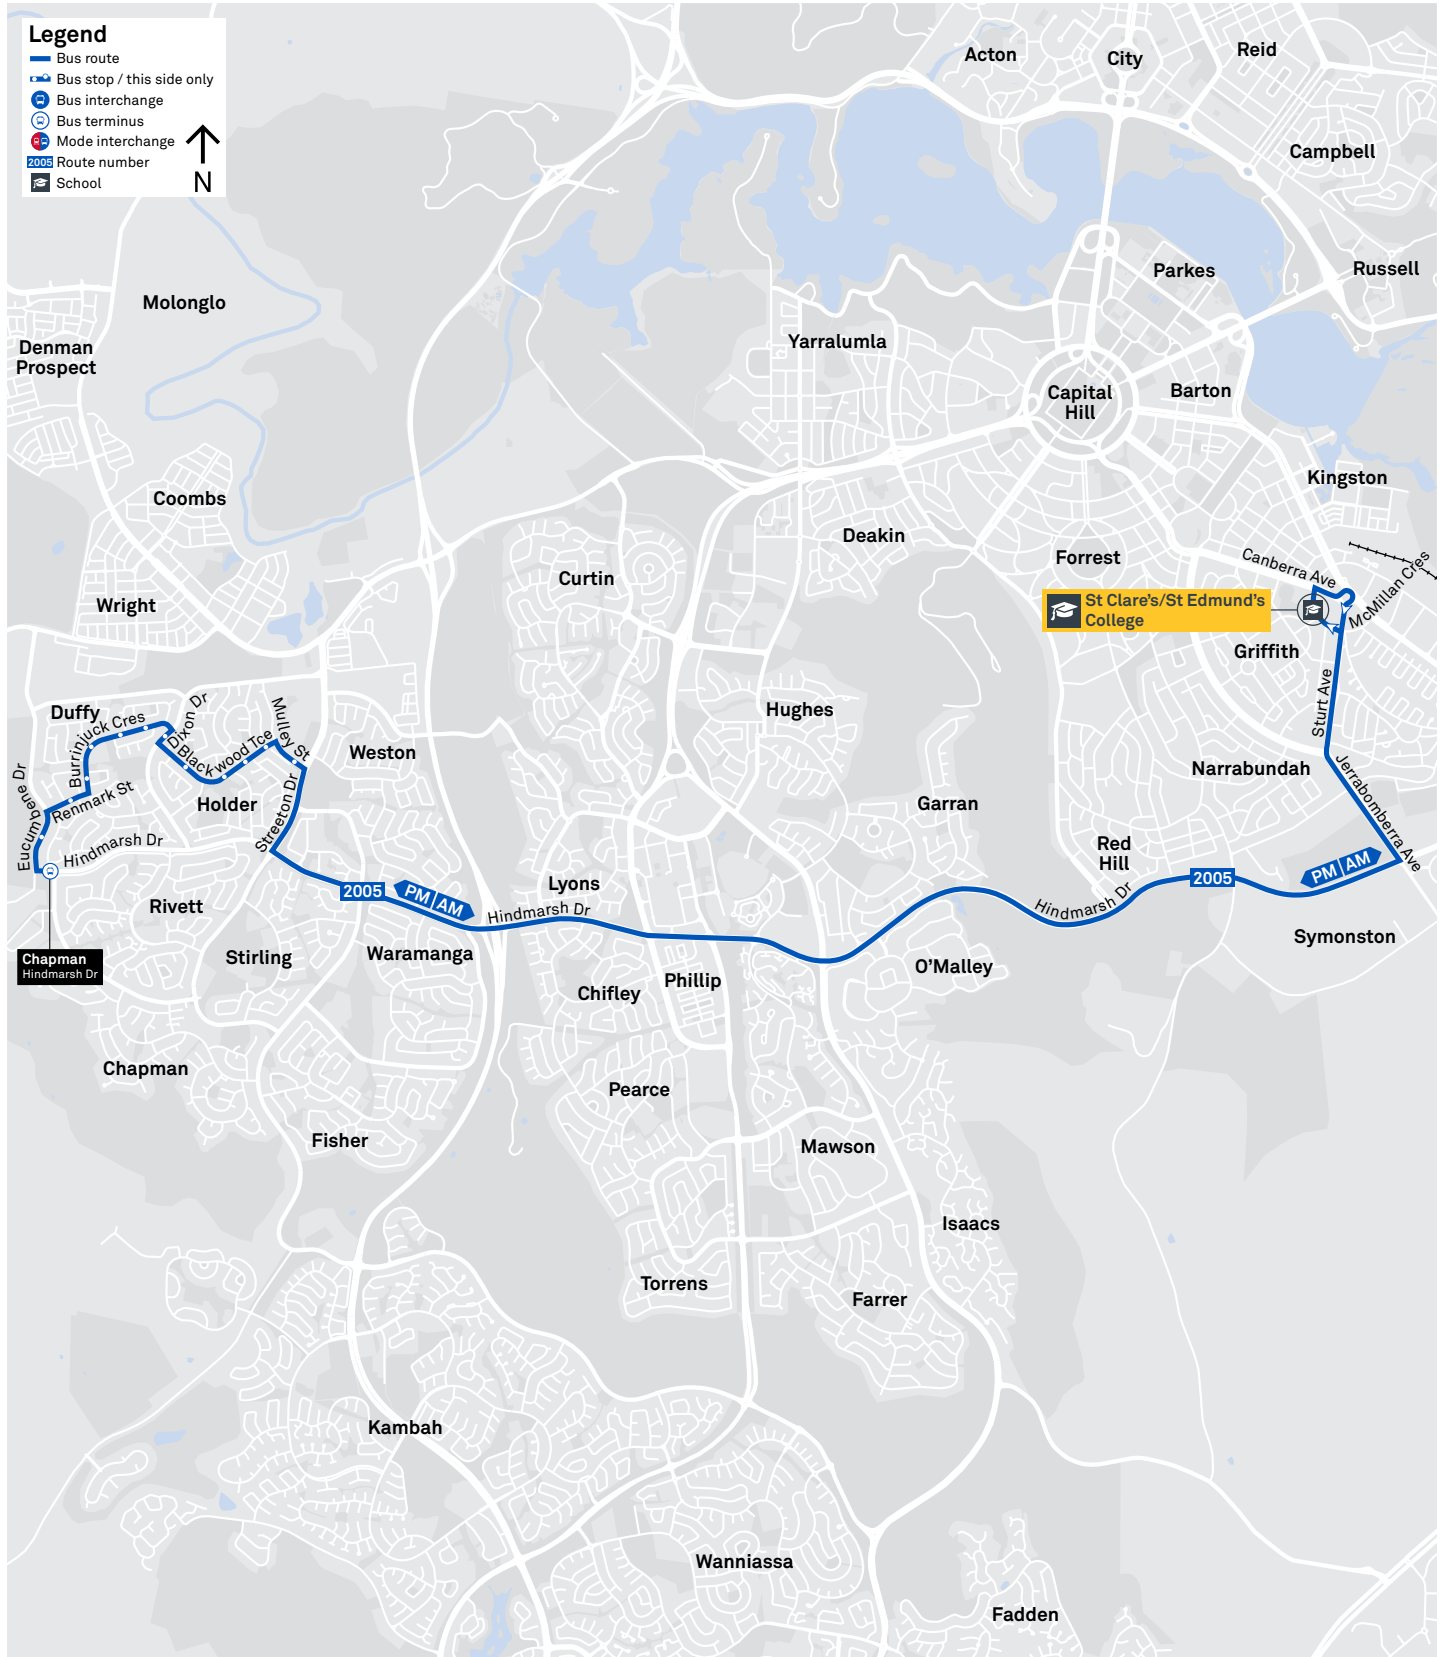 Legend
Bus route
Bus stop / this side only
Bus interchange
Bus terminus
Mode interchange
2005 Route number
School
N
Acton
City
Reid
Campbell
Parkes
Russell
Molonglo
Denman
Prospect
Yarralumla
Capital
Hill
Barton
Kingston
Coombs
Deakin
Forrest
Canberra Ave
McMillan Cres
Curtin
Wright
St Clare's/St Edmund's
College
Griffith
Sturt Ave
Duffy
Burrinjuck Cres
Dixon Dr
Mulley St
Blackwood Tce
Hughes
Weston
Narrabundah
Jerrabomberra Ave
Eucumbene Dr
Renmark St
Holder
Streeton Dr
Garran
Hindmarsh Dr
Red
Hill
Lyons
2005
PM AM
Hindmarsh Dr
2005
PM AM
Hindmarsh Dr
Rivett
Symonston
Stirling
Waramanga
Chapman
Hindmarsh Dr
O'Malley
Phillip
Chifley
Chapman
Pearce
Fisher
Mawson
Isaacs
Torrens
Farrer
Kambah
Wanniassa
Fadden